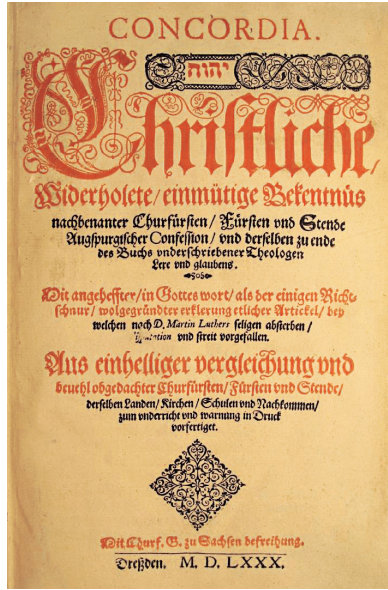 CONCORDIA.
יהוה
Christliche,
Widerholete/ einmütige Bekentnüs
nachbenanter Churfürsten/ Fürsten vnd Stende
Augspurgischer Confession/ vnd derselben zu ende
des Buchs vnderschriebener Theologen
Lere vnd glaubens.
Mit angeheffter/ in Gottes wort/ als der einigen Richt-
schnur/ wolgegründter erklerung etlicher Artickel/ bey
welchen nach D. Martin Luthers seligen absterben/
vnd streit vorgefallen.
Aus einhelliger vergleichung vnd
beuehl obgedachter Churfürsten/ Fürsten vnd Stende/
derselben Landen/ Kirchen/ Schulen vnd Nachkommen/
zum vnderricht vnd warnung in Druck
vorfertiget.
Mit Churf. G. zu Sachsen befreihung.
Dreßden. M. D. LXXX.